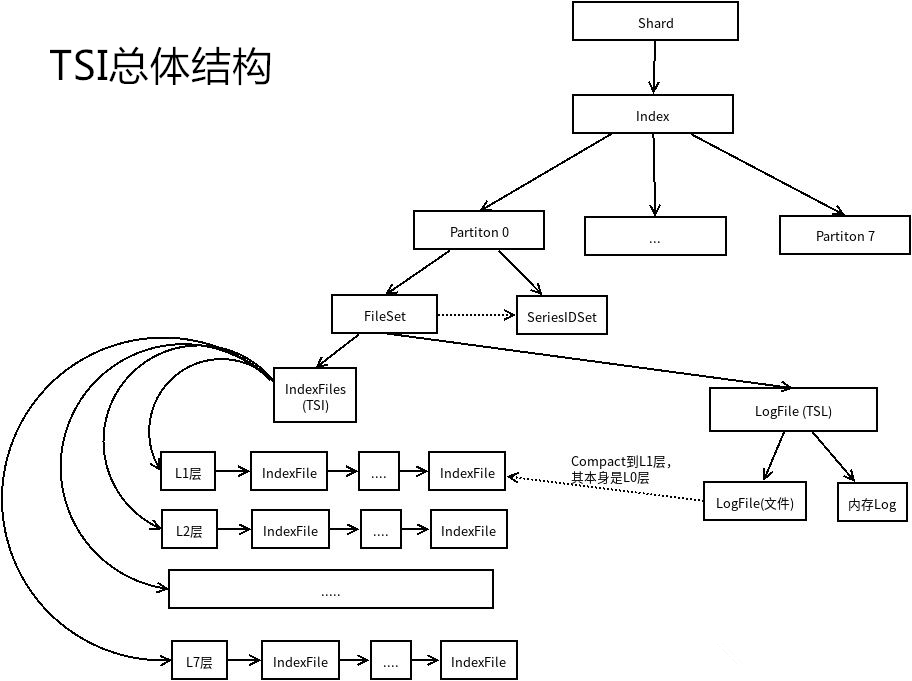 TSI总体结构
Shard
Index
Partiton 0
...
Partiton 7
FileSet
SeriesIDSet
IndexFiles
(TSI)
LogFile (TSL)
Compact到L1层，
其本身是L0层
L1层
IndexFile
....
IndexFile
LogFile(文件)
内存Log
L2层
IndexFile
....
IndexFile
.....
L7层
IndexFile
....
IndexFile